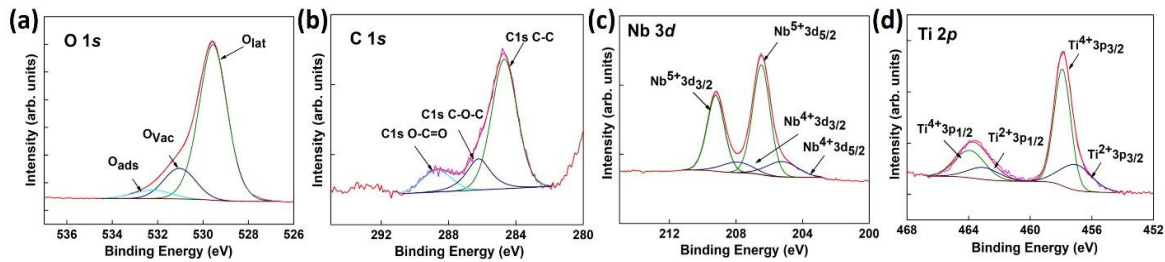 (a)
O 1s
O_lat
O_Vac
O_ads
Intensity (arb. units)
536 534 532 530 528 526
Binding Energy (eV)
(b)
C 1s
C1s C-C
C1s C-O-C
C1s O-C=O
Intensity (arb. units)
292 288 284 280
Binding Energy (eV)
(c)
Nb 3d
Nb5+3d5/2
Nb5+3d3/2
Nb4+3d3/2
Nb4+3d5/2
Intensity (arb. units)
212 208 204 200
Binding Energy (eV)
(d)
Ti 2p
Ti4+3p3/2
Ti4+3p1/2
Ti2+3p1/2
Ti2+3p3/2
Intensity (arb. units)
468 464 460 456 452
Binding Energy (eV)